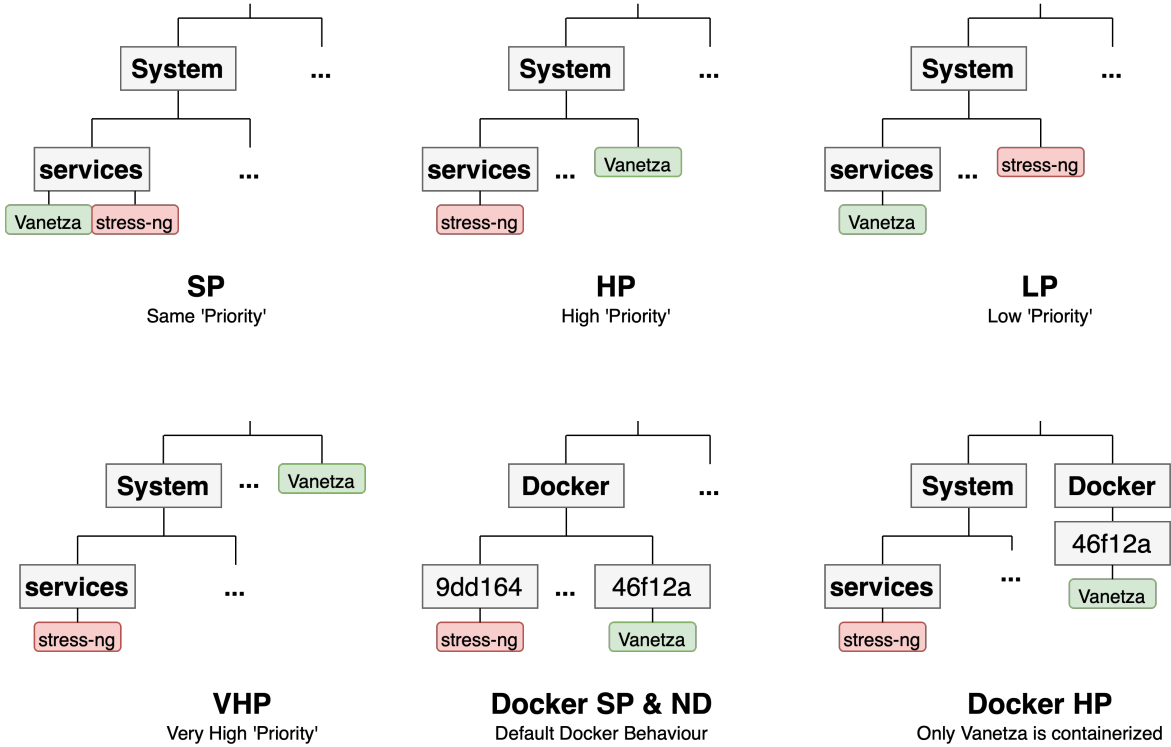 System
...
services
...
Vanetza
stress-ng
SP
Same 'Priority'
System
...
services
...
Vanetza
stress-ng
HP
High 'Priority'
System
...
services
...
stress-ng
Vanetza
LP
Low 'Priority'
System
...
Vanetza
services
...
stress-ng
VHP
Very High 'Priority'
Docker
...
9dd164
...
46f12a
stress-ng
Vanetza
Docker SP & ND
Default Docker Behaviour
System
Docker
46f12a
services
...
Vanetza
stress-ng
Docker HP
Only Vanetza is containerized